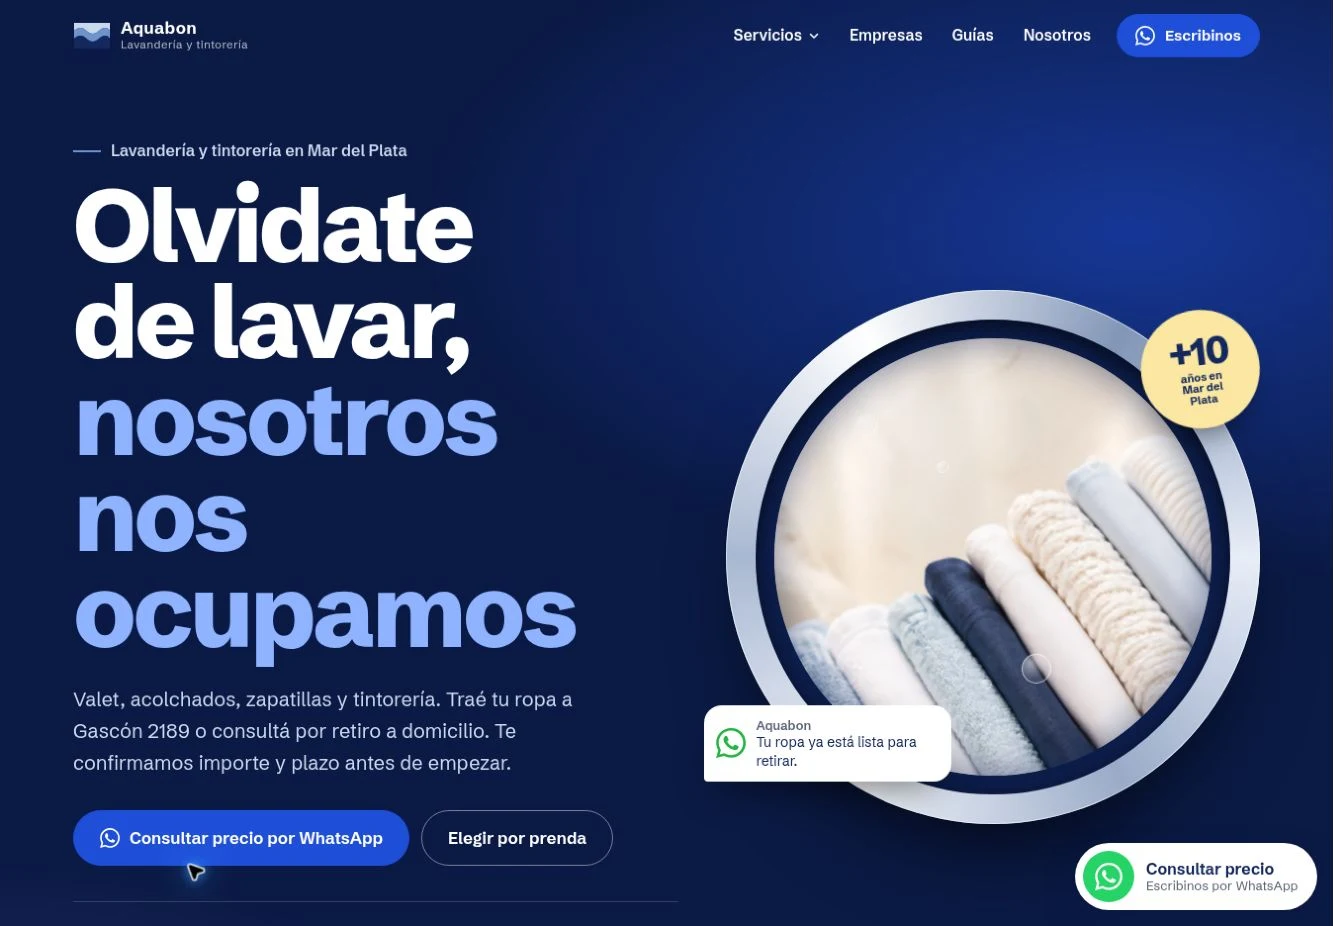 Aquabon
Lavandería y tintorería
Servicios
Empresas
Guías
Nosotros
Escribinos
Lavandería y tintorería en Mar del Plata
Olvidate
de lavar,
nosotros
nos
ocupamos
Valet, acolchados, zapatillas y tintorería. Traé tu ropa a
Gascón 2189 o consultá por retiro a domicilio. Te
confirmamos importe y plazo antes de empezar.
Consultar precio por WhatsApp
Elegir por prenda
+10
años en
Mar del
Plata
Aquabon
Tu ropa ya está lista para
retirar.
Consultar precio
Escribinos por WhatsApp